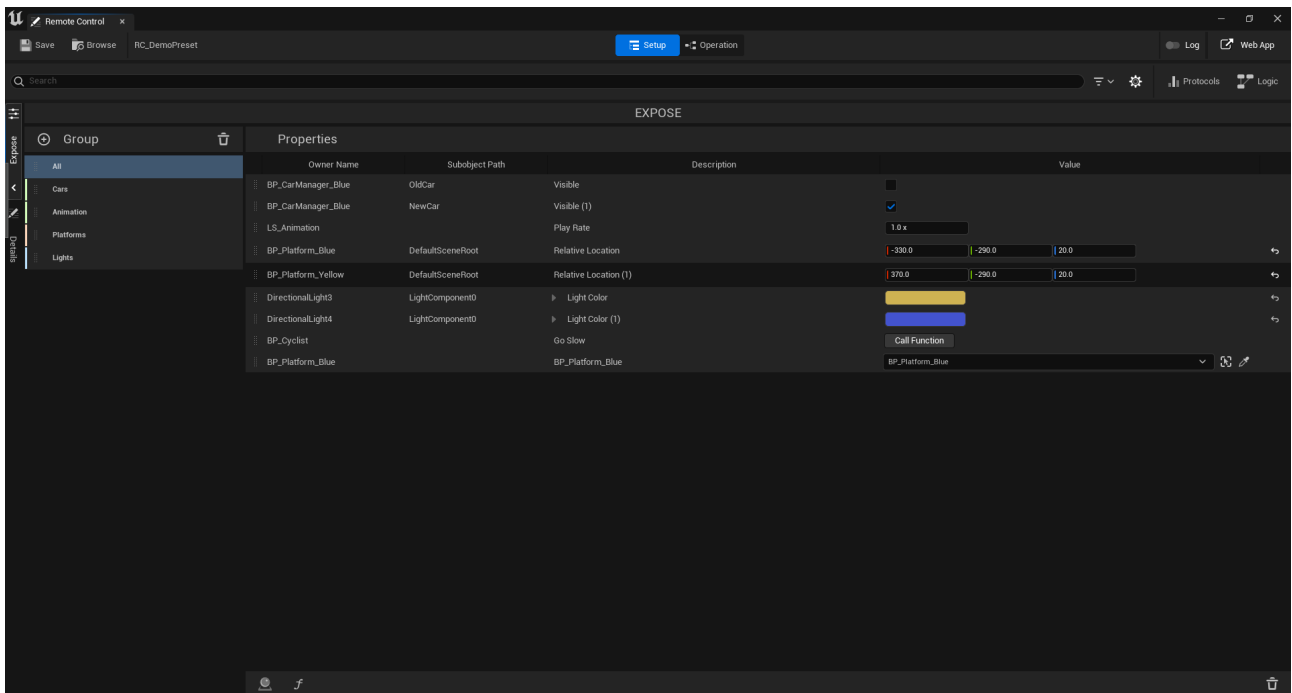 Remote Control ×
Save Browse RC_DemoPreset Setup Operation Log Web App
Search Protocols Logic
EXPOSE
Expose
Details
Group
All
Cars
Animation
Platforms
Lights
Properties
Owner Name Subobject Path Description Value
BP_CarManager_Blue OldCar Visible
BP_CarManager_Blue NewCar Visible (1)
LS_Animation Play Rate 1.0 x
BP_Platform_Blue DefaultSceneRoot Relative Location -330.0 -290.0 20.0
BP_Platform_Yellow DefaultSceneRoot Relative Location (1) 370.0 -290.0 20.0
DirectionalLight3 LightComponent0 Light Color
DirectionalLight4 LightComponent0 Light Color (1)
BP_Cyclist Go Slow Call Function
BP_Platform_Blue BP_Platform_Blue BP_Platform_Blue